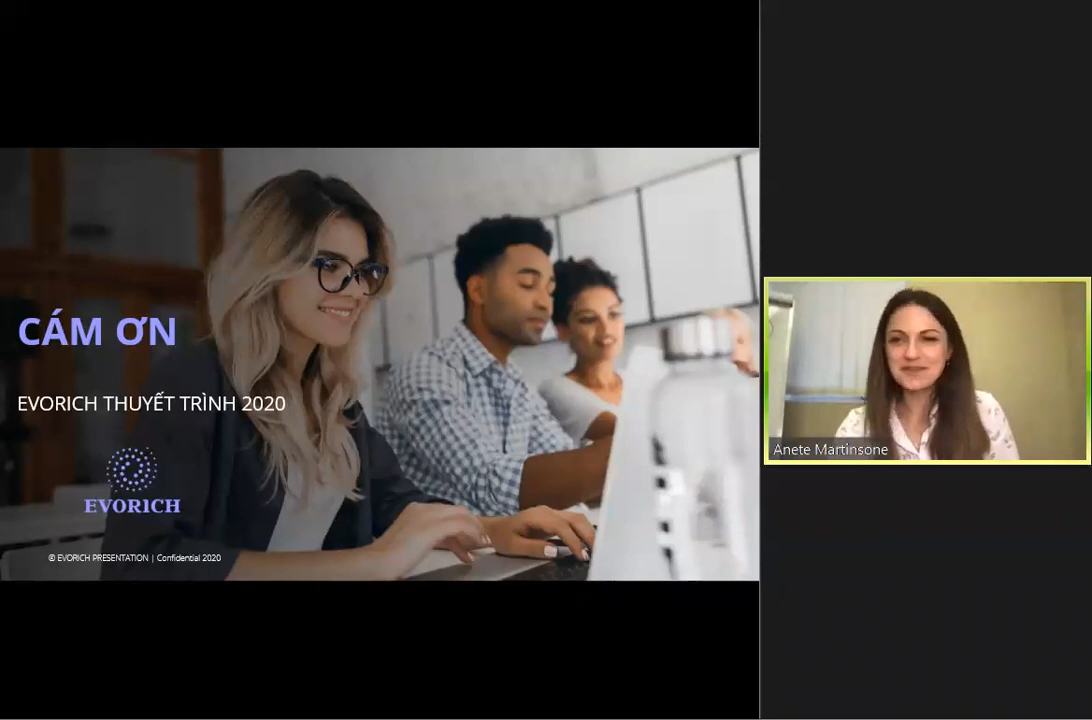 CÁM ƠN
EVORICH THUYẾT TRÌNH 2020
EVORICH
© EVORICH PRESENTATION | Confidential 2020
Anete Martinsone